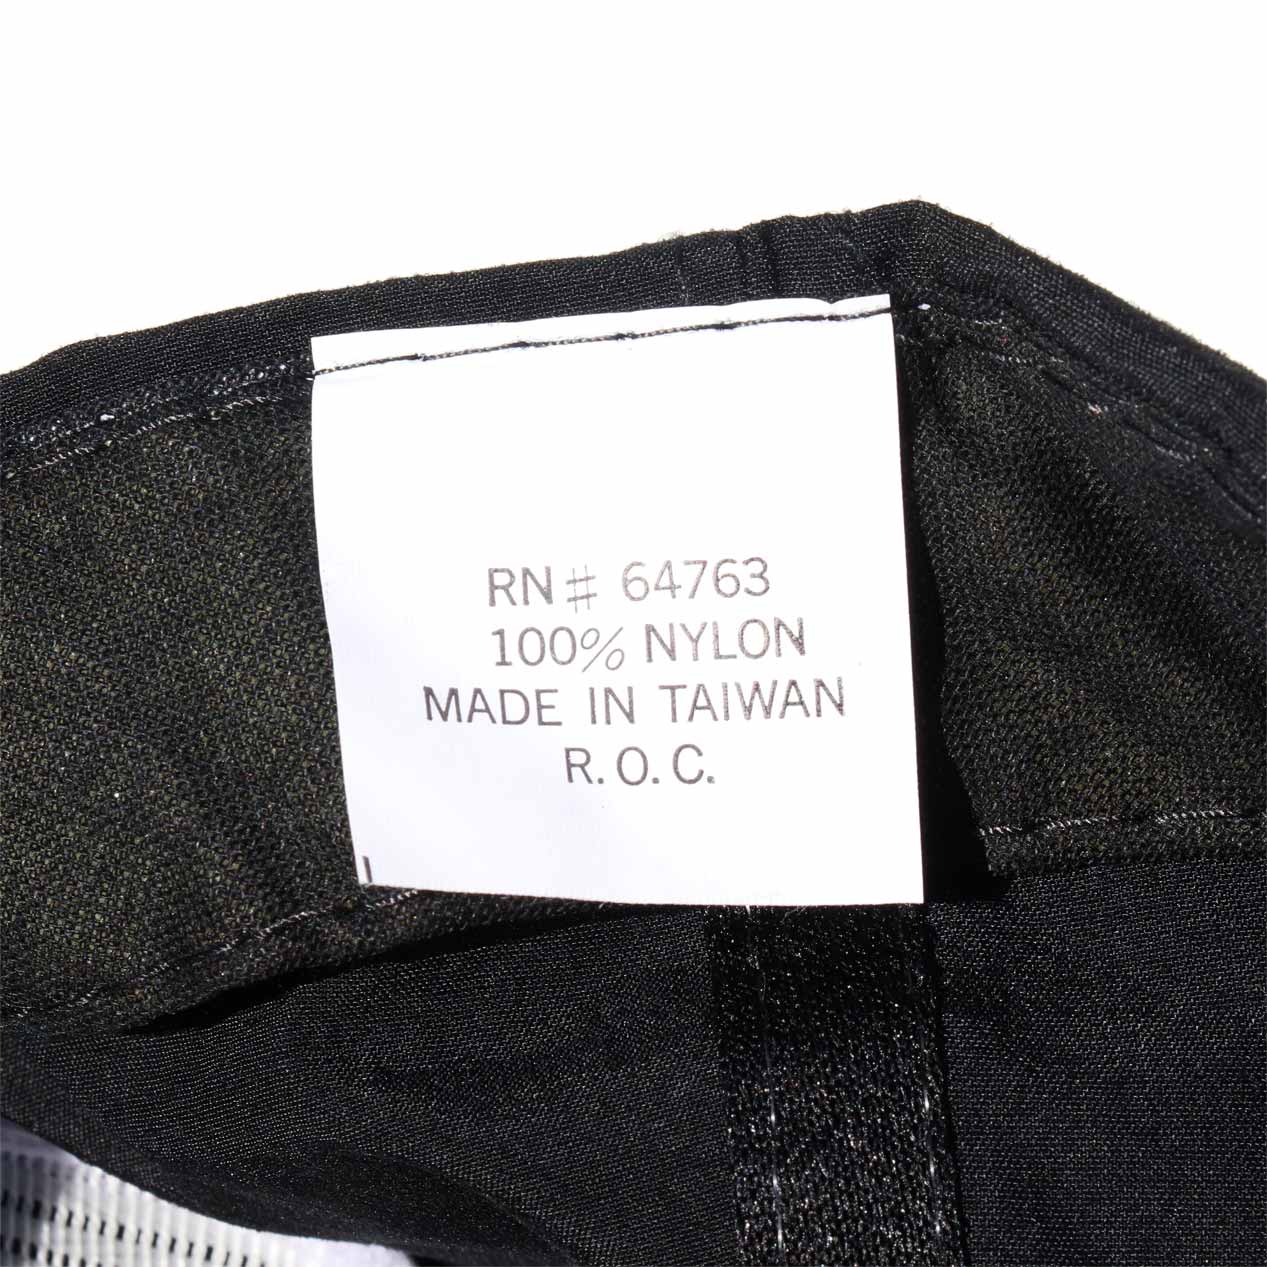 RN# 64763
100% NYLON
MADE IN TAIWAN
R.O.C.